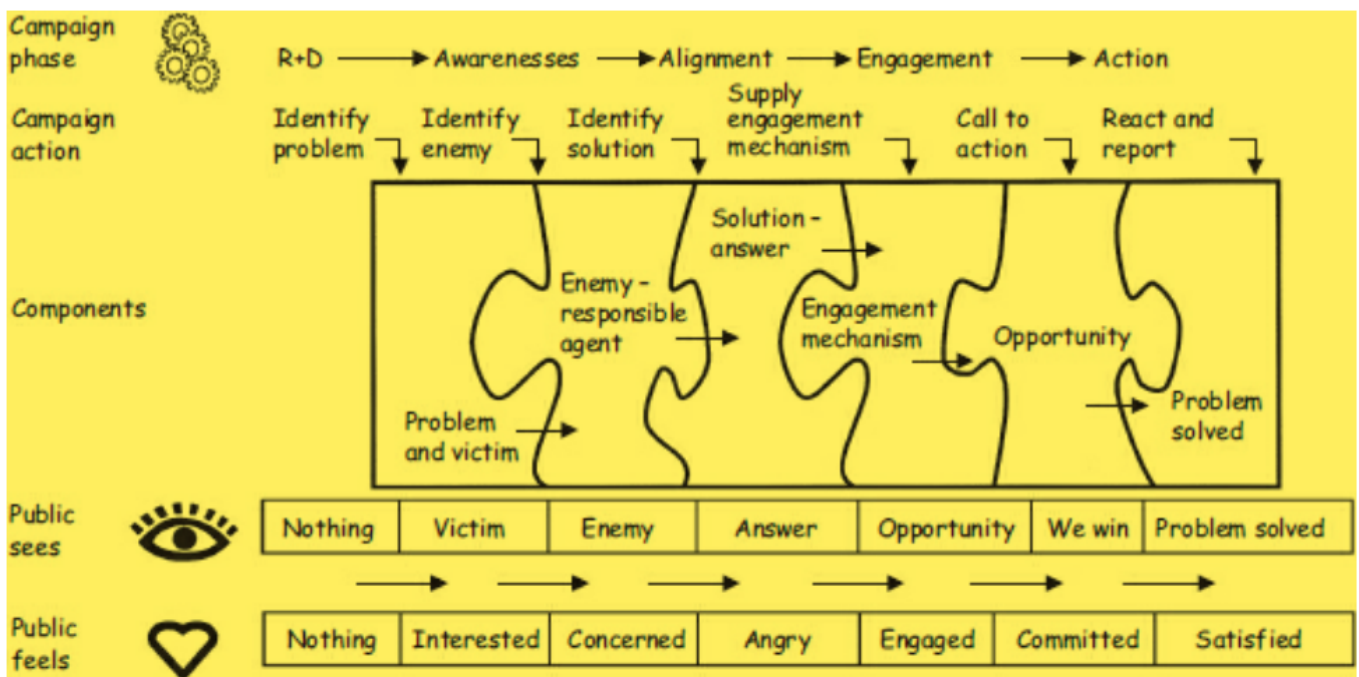 Campaign
phase
R+D Awarenesses Alignment Engagement Action
Campaign
action
Identify
problem
Identify
enemy
Identify
solution
Supply
engagement
mechanism
Call to
action
React and
report
Components
Problem
and victim
Enemy –
responsible
agent
Solution –
answer
Engagement
mechanism
Opportunity
Problem
solved
Public
sees
Nothing Victim Enemy Answer Opportunity We win Problem solved
Public
feels
Nothing Interested Concerned Angry Engaged Committed Satisfied